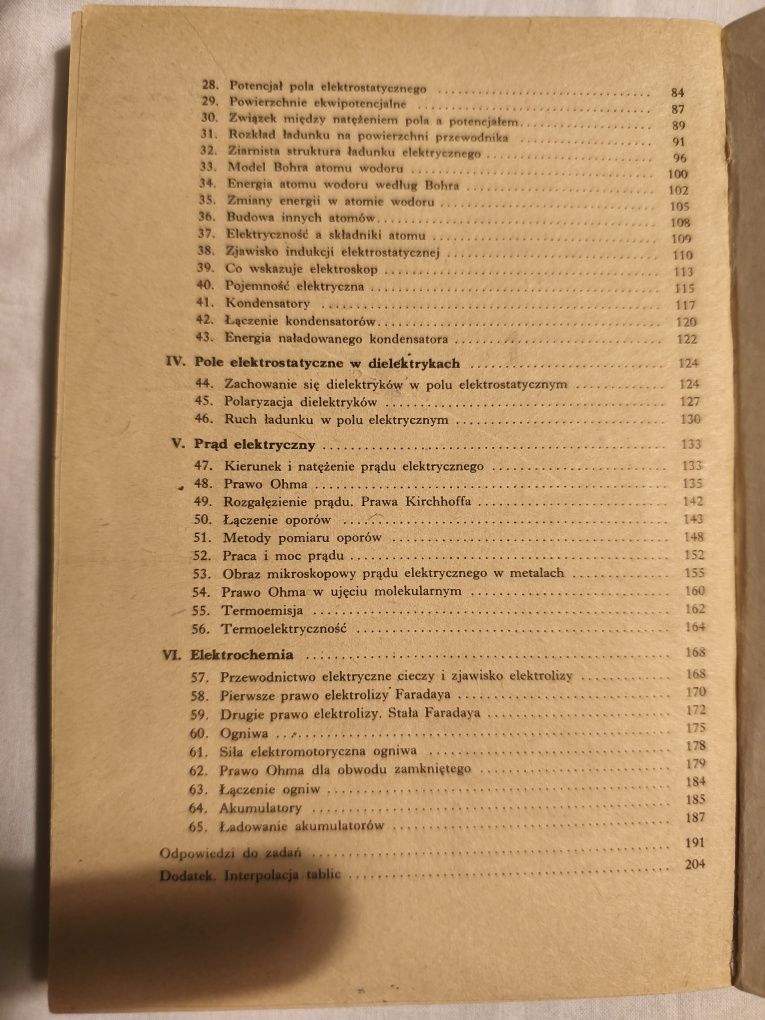 28. Potencjał pola elektrostatycznego ........ 84
29. Powierzchnie ekwipotencjalne ........ 87
30. Związek między natężeniem pola a potencjałem ........ 89
31. Rozkład ładunku na powierzchni przewodnika ........ 91
32. Ziarnista struktura ładunku elektrycznego ........ 96
33. Model Bohra atomu wodoru ........ 100
34. Energia atomu wodoru według Bohra ........ 102
35. Zmiany energii w atomie wodoru ........ 105
36. Budowa innych atomów ........ 108
37. Elektryczność a składniki atomu ........ 109
38. Zjawisko indukcji elektrostatycznej ........ 110
39. Co wskazuje elektroskop ........ 113
40. Pojemność elektryczna ........ 115
41. Kondensatory ........ 117
42. Łączenie kondensatorów ........ 120
43. Energia naładowanego kondensatora ........ 122
IV. Pole elektrostatyczne w dielektrykach ........ 124
44. Zachowanie się dielektryków w polu elektrostatycznym ........ 124
45. Polaryzacja dielektryków ........ 127
46. Ruch ładunku w polu elektrycznym ........ 130
V. Prąd elektryczny ........ 133
47. Kierunek i natężenie prądu elektrycznego ........ 133
48. Prawo Ohma ........ 135
49. Rozgałęzienie prądu. Prawa Kirchhoffa ........ 142
50. Łączenie oporów ........ 143
51. Metody pomiaru oporów ........ 148
52. Praca i moc prądu ........ 152
53. Obraz mikroskopowy prądu elektrycznego w metalach ........ 155
54. Prawo Ohma w ujęciu molekularnym ........ 160
55. Termoemisja ........ 162
56. Termoelektryczność ........ 164
VI. Elektrochemia ........ 168
57. Przewodnictwo elektryczne cieczy i zjawisko elektrolizy ........ 168
58. Pierwsze prawo elektrolizy Faradaya ........ 170
59. Drugie prawo elektrolizy. Stała Faradaya ........ 172
60. Ogniwa ........ 175
61. Siła elektromotoryczna ogniwa ........ 178
62. Prawo Ohma dla obwodu zamkniętego ........ 179
63. Łączenie ogniw ........ 184
64. Akumulatory ........ 185
65. Ładowanie akumulatorów ........ 187
Odpowiedzi do zadań ........ 191
Dodatek. Interpolacja tablic ........ 204